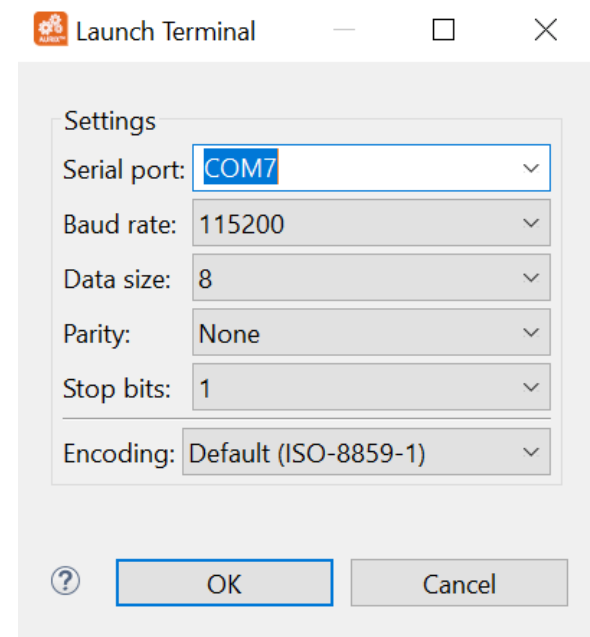 Launch Terminal
Settings
Serial port: COM7
Baud rate: 115200
Data size: 8
Parity: None
Stop bits: 1
Encoding: Default (ISO-8859-1)
? OK Cancel